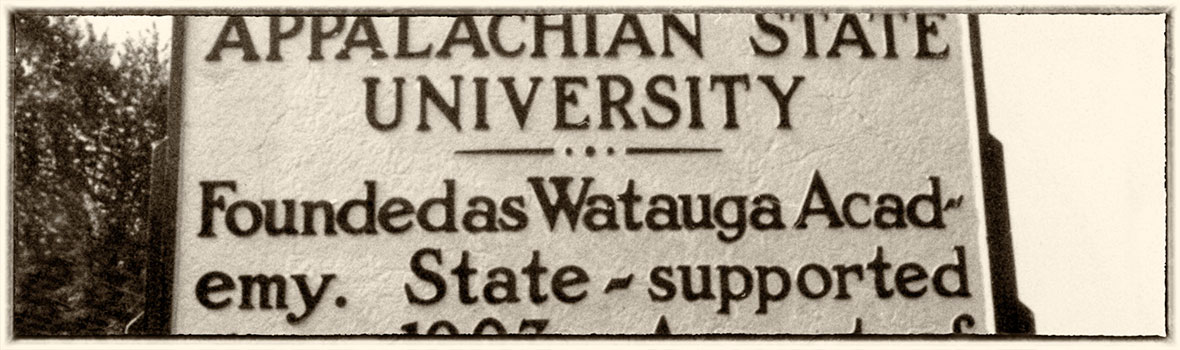 APPALACHIAN STATE
UNIVERSITY
Founded as Watauga Acad-
emy. State-supported